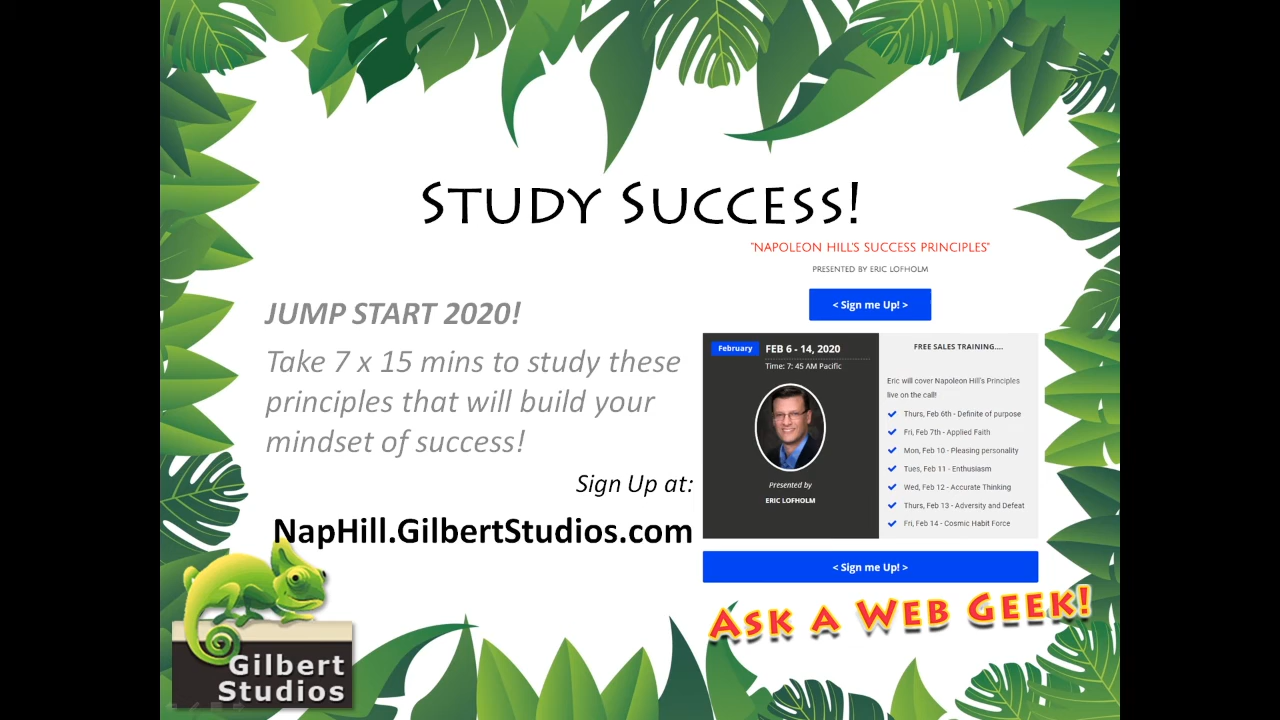 STUDY SUCCESS!
"NAPOLEON HILL'S SUCCESS PRINCIPLES"
PRESENTED BY ERIC LOFHOLM
< Sign me Up! >
JUMP START 2020!
Take 7 x 15 mins to study these
principles that will build your
mindset of success!
Sign Up at:
NapHill.GilbertStudios.com
February
FEB 6 - 14, 2020
Time: 7: 45 AM Pacific
Presented by
ERIC LOFHOLM
FREE SALES TRAINING....
Eric will cover Napoleon Hill's Principles
live on the call!
Thurs, Feb 6th - Definite of purpose
Fri, Feb 7th - Applied Faith
Mon, Feb 10 - Pleasing personality
Tues, Feb 11 - Enthusiasm
Wed, Feb 12 - Accurate Thinking
Thurs, Feb 13 - Adversity and Defeat
Fri, Feb 14 - Cosmic Habit Force
< Sign me Up! >
ASK A WEB GEEK!
Gilbert
Studios